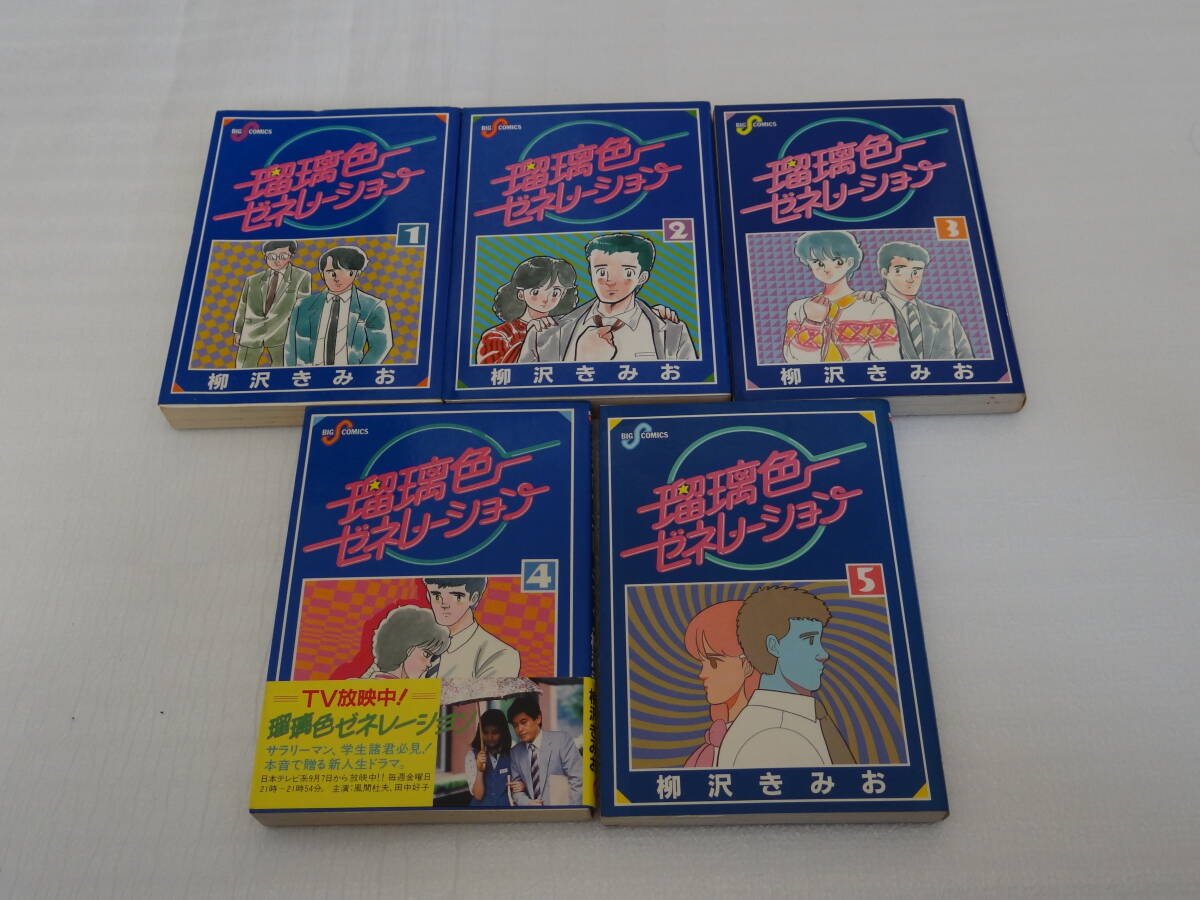 BIG S COMICS
瑠璃色
ゼネレーション
1
柳沢きみお
BIG S COMICS
瑠璃色
ゼネレーション
2
柳沢きみお
BIG S COMICS
瑠璃色
ゼネレーション
3
柳沢きみお
BIG S COMICS
瑠璃色
ゼネレーション
4
TV放映中!
瑠璃色ゼネレーション
サラリーマン、学生諸君必見!
本音で贈る新人生ドラマ。
日本テレビ系9月7日から放映中!! 毎週金曜日
21時-21時54分。 主演:風間杜夫、田中好子
BIG S COMICS
瑠璃色
ゼネレーション
5
柳沢きみお